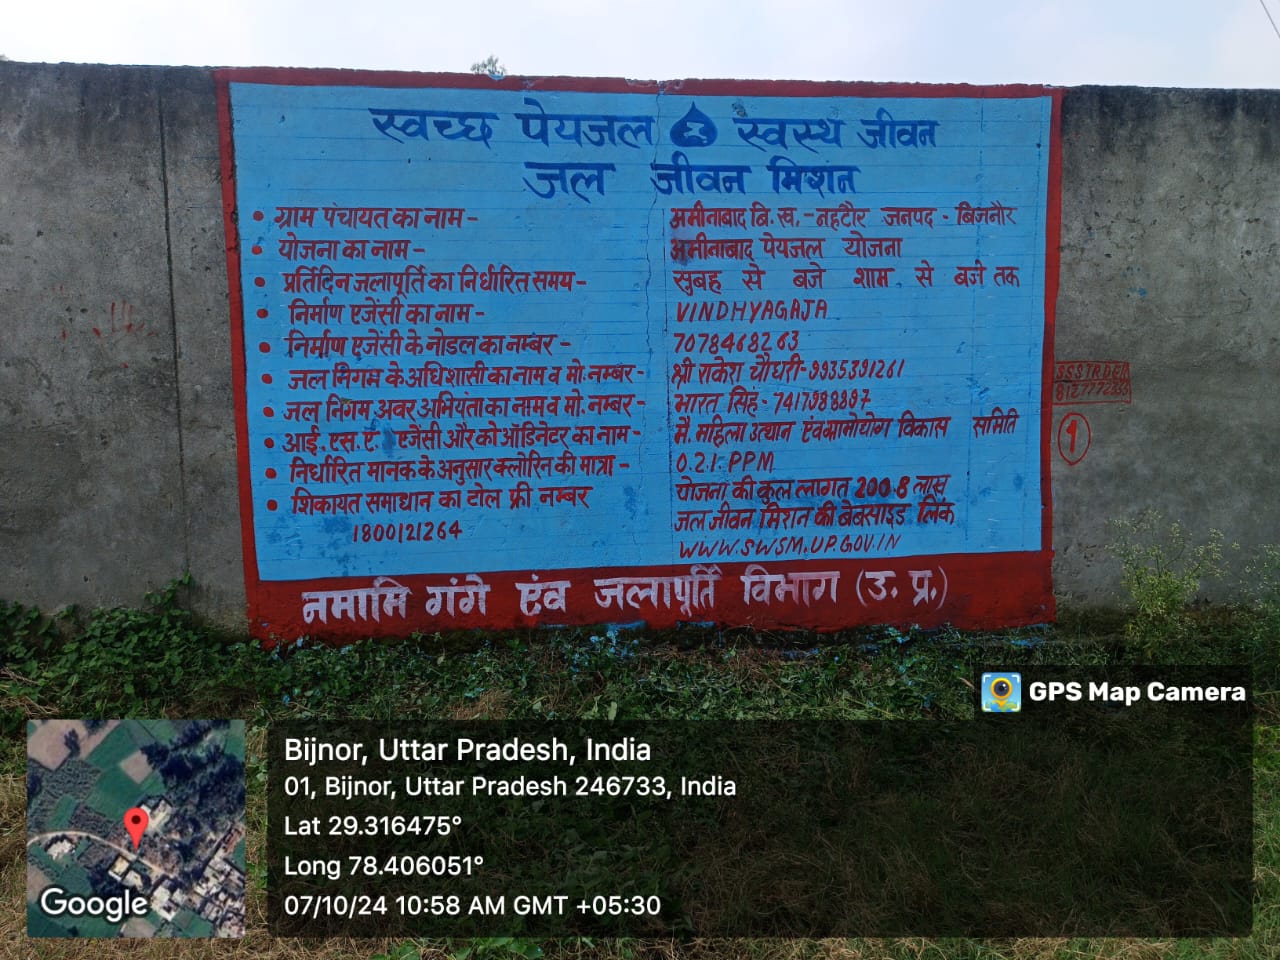 स्वच्छ पेयजल स्वस्थ जीवन
जल जीवन मिशन
• ग्राम पंचायत का नाम - अमीनाबाद बि. ख. - नहटौर जनपद - बिजनौर
• योजना का नाम - अमीनाबाद पेयजल योजना
• प्रर्तिदिन जलापूर्ति का निर्धारित समय - सुबह से बजे शाम से बजे तक
• निर्माण एजेंसी का नाम - VINDHYAGAJA
• निर्माण एजेंसी के नोडल का नम्बर - 7078468263
• जल निगम के अधिशासी का नाम व मो. नम्बर - श्री राकेश चौधरी - 9935391261
• जल निगम अवर अभियंता का नाम व मो. नम्बर - भारत सिंह - 7417988897
• आई. एस. ए. एजेंसी और को ऑडिनेटर का नाम - मै. महिला उत्थान एंव ग्रामोद्योग विकास समिति
• निर्धारित मानक के अनुसार क्लोरिन की मात्रा - 0.21. PPM
• शिकायत समाधान का टोल फ्री नम्बर योजना की कुल लागत 200.8 लाख
1800121264 जल जीवन मिशन की बेबसाइड लिंक
WWW.SWSM.UP.GOV.IN
नमामि गंगे एंव जलापूर्ति विभाग (उ. प्र.)
1
GPS Map Camera
Bijnor, Uttar Pradesh, India
01, Bijnor, Uttar Pradesh 246733, India
Lat 29.316475°
Long 78.406051°
07/10/24 10:58 AM GMT +05:30
Google